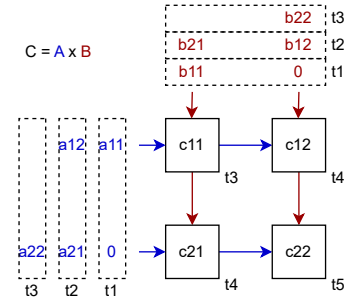 b22 t3
C = A x B
b21 b12 t2
b11 0 t1
a12 a11 c11 c12
t3 t4
a22 a21 0 c21 c22
t3 t2 t1 t4 t5